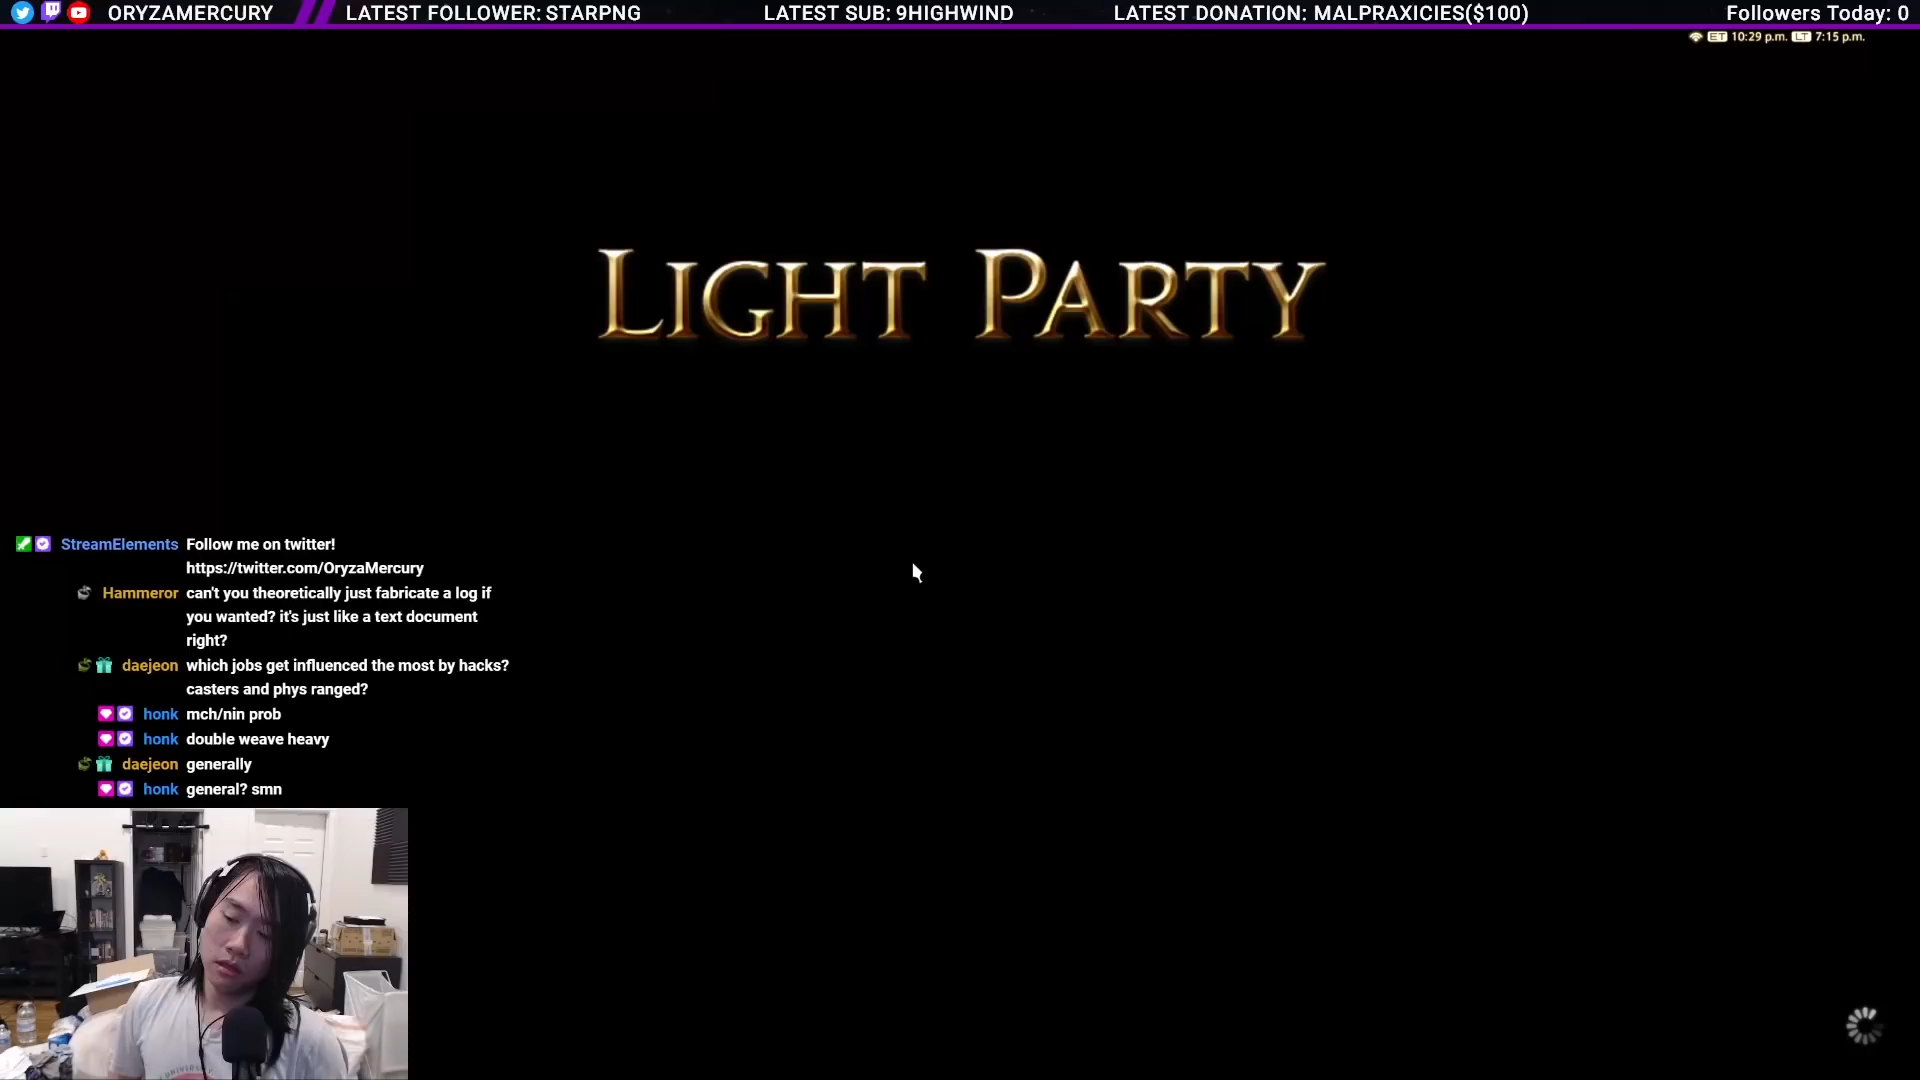 ORYZAMERCURY LATEST FOLLOWER: STARPNG LATEST SUB: 9HIGHWIND LATEST DONATION: MALPRAXICIES($100) Followers Today: 0
ET 10:29 p.m. LT 7:15 p.m.
LIGHT PARTY
StreamElements Follow me on twitter!
https://twitter.com/OryzaMercury
Hammeror can't you theoretically just fabricate a log if
you wanted? it's just like a text document
right?
daejeon which jobs get influenced the most by hacks?
casters and phys ranged?
honk mch/nin prob
honk double weave heavy
daejeon generally
honk general? smn